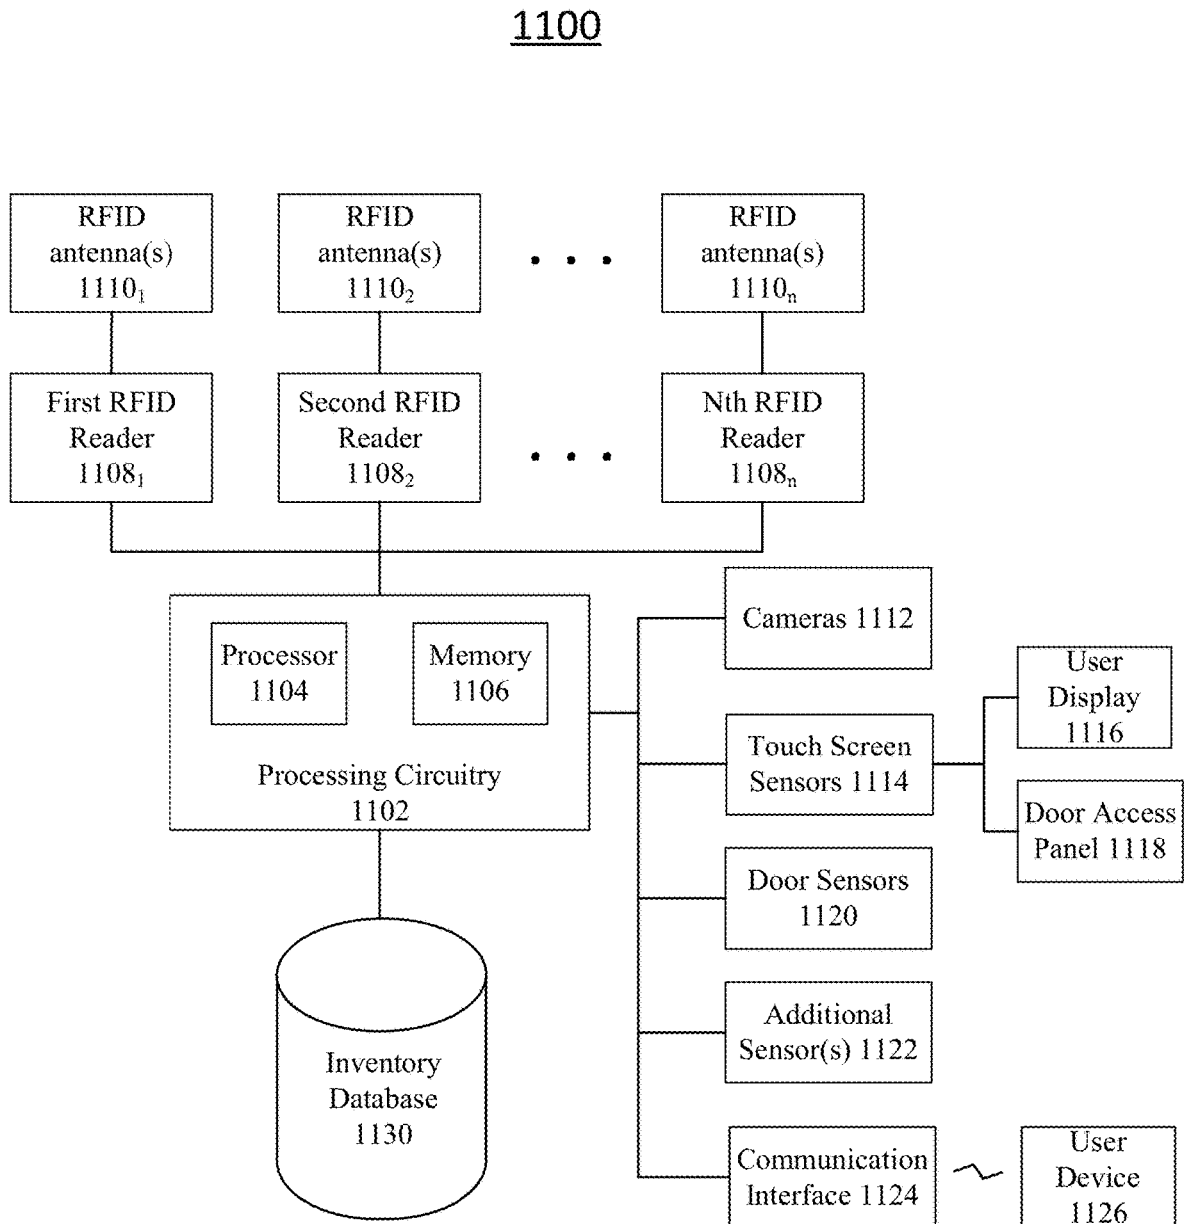 1100
RFID
antenna(s)
1110₁
RFID
antenna(s)
1110₂
RFID
antenna(s)
1110ₙ
First RFID
Reader
1108₁
Second RFID
Reader
1108₂
Nth RFID
Reader
1108ₙ
Processor
1104
Memory
1106
Processing Circuitry
1102
Cameras 1112
Touch Screen
Sensors 1114
User
Display
1116
Door Access
Panel 1118
Door Sensors
1120
Additional
Sensor(s) 1122
Communication
Interface 1124
User
Device
1126
Inventory
Database
1130